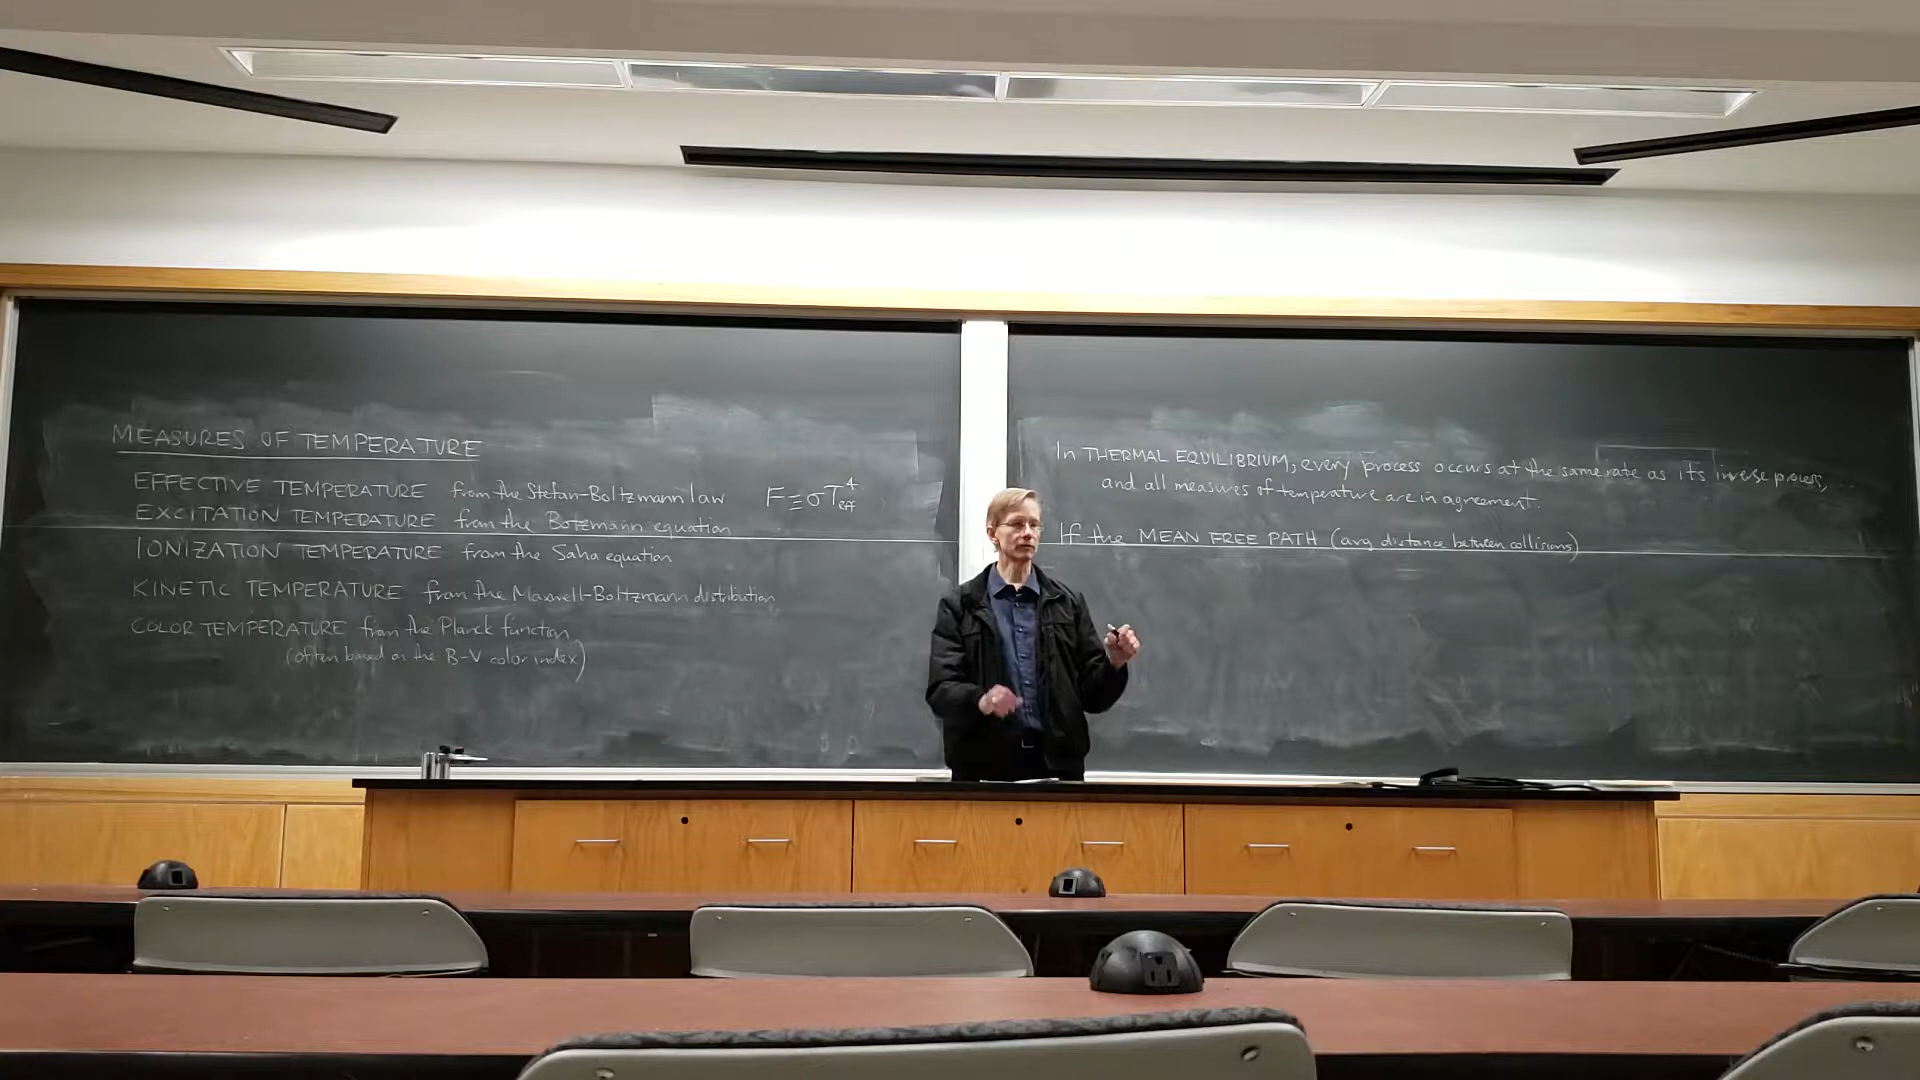 MEASURES OF TEMPERATURE
EFFECTIVE TEMPERATURE from the Stefan-Boltzmann law F≡σT⁴eff
EXCITATION TEMPERATURE from the Botzmann equation
IONIZATION TEMPERATURE from the Saha equation
KINETIC TEMPERATURE from the Maxwell-Boltzmann distribution
COLOR TEMPERATURE from the Planck function
(often based on the B-V color index)
In THERMAL EQUILIBRIUM, every process occurs at the same rate as its inverse process,
and all measures of temperature are in agreement.
If the MEAN FREE PATH (avg distance between collisions)